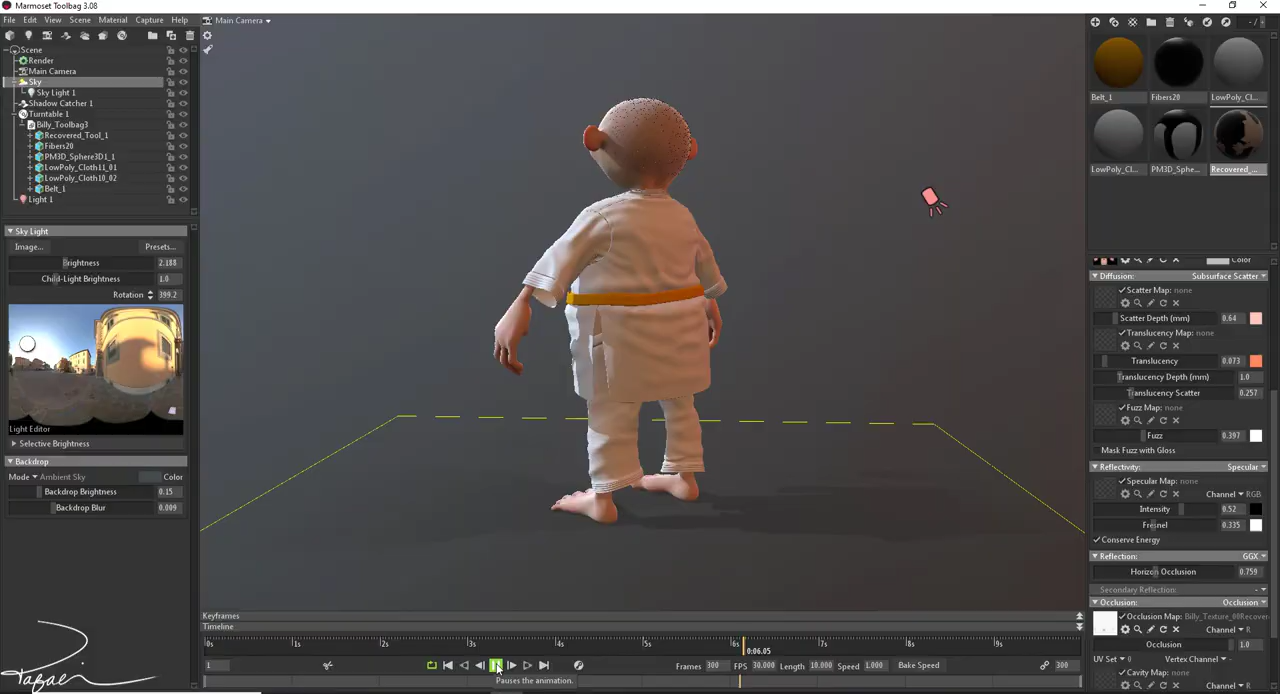 Marmoset Toolbag 3.08
File Edit View Scene Material Capture Help
Main Camera
Scene
Render
Main Camera
Sky
Sky Light 1
Shadow Catcher 1
Turntable 1
Billy_Toolbag3
Recovered_Tool_1
Fibers20
PM3D_Sphere3D1_1
LowPoly_Cloth11_01
LowPoly_Cloth10_02
Belt_1
Light 1
Sky Light
Image... Presets...
Brightness 2.188
Child-Light Brightness 1.0
Rotation 399.2
Light Editor
Selective Brightness
Backdrop
Mode Ambient Sky Color
Backdrop Brightness 0.15
Backdrop Blur 0.009
Keyframes
Timeline
0s 1s 2s 3s 4s 5s 6s 7s 8s 9s
0:06.05
1 Frames 300 FPS 30.000 Length 10.000 Speed 1.000 Bake Speed 300
Pauses the animation.
Belt_1 Fibers20 LowPoly_Cl...
LowPoly_Cl... PM3D_Sphe... Recovered_...
Color
Diffusion: Subsurface Scatter
Scatter Map: none
Scatter Depth (mm) 0.64
Translucency Map: none
Translucency 0.073
Translucency Depth (mm) 1.0
Translucency Scatter 0.257
Fuzz Map: none
Fuzz 0.397
Mask Fuzz with Gloss
Reflectivity: Specular
Specular Map: none
Channel RGB
Intensity 0.52
Fresnel 0.335
Conserve Energy
Reflection: GGX
Horizon Occlusion 0.759
Secondary Reflection:
Occlusion: Occlusion
Occlusion Map: Billy_Texture_00Recover
Channel R
Occlusion 1.0
UV Set 0 Vertex Channel
Cavity Map: none
Channel R